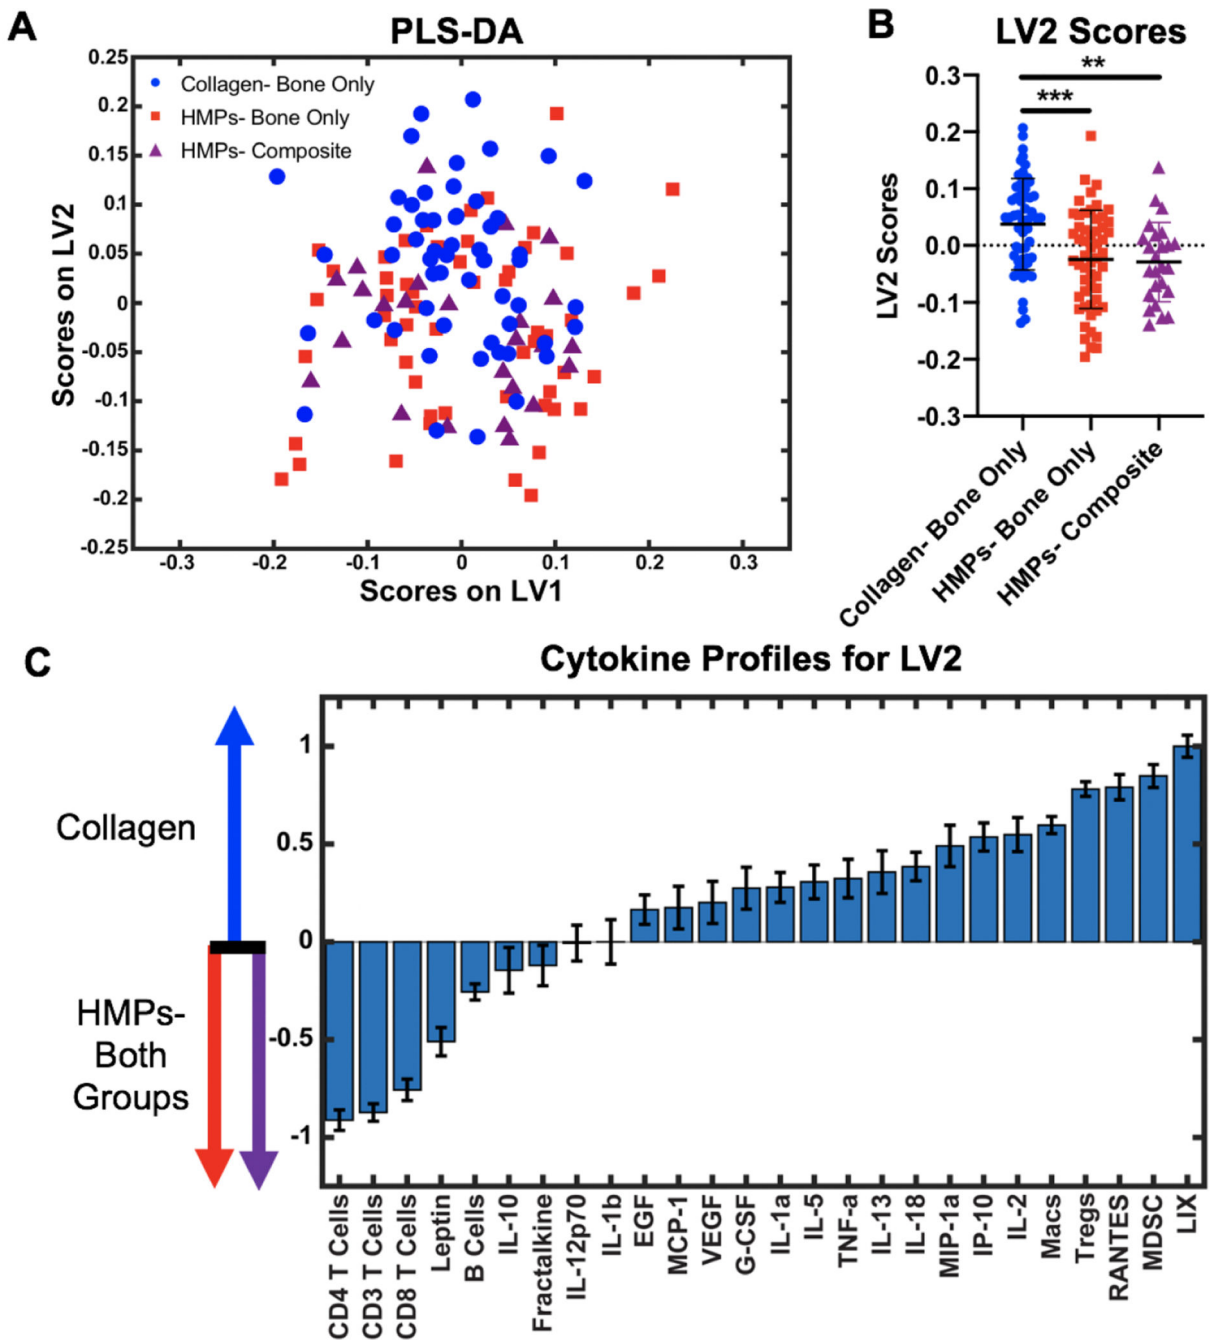 A
PLS-DA
Scores on LV2
0.25
0.2
0.15
0.1
0.05
0
-0.05
-0.1
-0.15
-0.2
-0.25
Collagen- Bone Only
HMPs- Bone Only
HMPs- Composite
-0.3
-0.2
-0.1
0
0.1
0.2
0.3
Scores on LV1
B
LV2 Scores
LV2 Scores
0.3
0.2
0.1
0.0
-0.1
-0.2
-0.3
**
***
Collagen- Bone Only
HMPs- Bone Only
HMPs- Composite
C
Cytokine Profiles for LV2
Collagen
HMPs-
Both
Groups
1
0.5
0
-0.5
-1
CD4 T Cells
CD3 T Cells
CD8 T Cells
Leptin
B Cells
IL-10
Fractalkine
IL-12p70
IL-1b
EGF
MCP-1
VEGF
G-CSF
IL-1a
IL-5
TNF-a
IL-13
IL-18
MIP-1a
IP-10
IL-2
Macs
Tregs
RANTES
MDSC
LIX